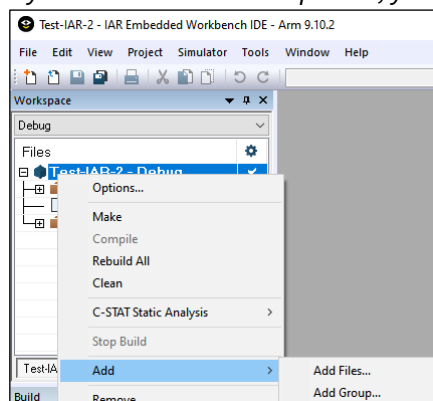 Test-IAR-2 - IAR Embedded Workbench IDE - Arm 9.10.2
File Edit View Project Simulator Tools Window Help
Workspace
Debug
Files
Test-IAR-2 - Debug
Options...
Make
Compile
Rebuild All
Clean
C-STAT Static Analysis
Stop Build
Add
Add Files...
Test-IA
Add Group...
Build
Remove